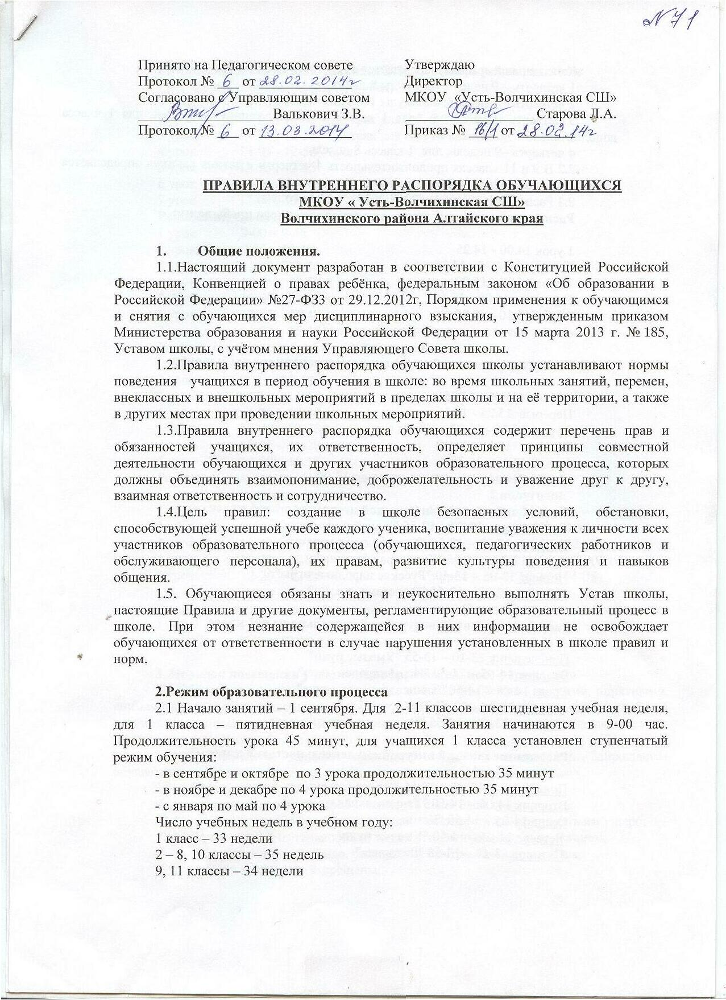 №71
Принято на Педагогическом совете
Протокол № 6 от 28.02.2014г
Согласовано с Управляющим советом
Валькович З.В.
Протокол № 6 от 13.03.2014
Утверждаю
Директор
МКОУ «Усть-Волчихинская СШ»
Старова Л.А.
Приказ № 16/1 от 28.02.14г
ПРАВИЛА ВНУТРЕННЕГО РАСПОРЯДКА ОБУЧАЮЩИХСЯ
МКОУ « Усть-Волчихинская СШ»
Волчихинского района Алтайского края
1. Общие положения.
1.1.Настоящий документ разработан в соответствии с Конституцией Российской
Федерации, Конвенцией о правах ребёнка, федеральным законом «Об образовании в
Российской Федерации» №27-ФЗ3 от 29.12.2012г, Порядком применения к обучающимся
и снятия с обучающихся мер дисциплинарного взыскания, утвержденным приказом
Министерства образования и науки Российской Федерации от 15 марта 2013 г. № 185,
Уставом школы, с учётом мнения Управляющего Совета школы.
1.2.Правила внутреннего распорядка обучающихся школы устанавливают нормы
поведения учащихся в период обучения в школе: во время школьных занятий, перемен,
внеклассных и внешкольных мероприятий в пределах школы и на её территории, а также
в других местах при проведении школьных мероприятий.
1.3.Правила внутреннего распорядка обучающихся содержит перечень прав и
обязанностей учащихся, их ответственность, определяет принципы совместной
деятельности обучающихся и других участников образовательного процесса, которых
должны объединять взаимопонимание, доброжелательность и уважение друг к другу,
взаимная ответственность и сотрудничество.
1.4.Цель правил: создание в школе безопасных условий, обстановки,
способствующей успешной учебе каждого ученика, воспитание уважения к личности всех
участников образовательного процесса (обучающихся, педагогических работников и
обслуживающего персонала), их правам, развитие культуры поведения и навыков
общения.
1.5. Обучающиеся обязаны знать и неукоснительно выполнять Устав школы,
настоящие Правила и другие документы, регламентирующие образовательный процесс в
школе. При этом незнание содержащейся в них информации не освобождает
обучающихся от ответственности в случае нарушения установленных в школе правил и
норм.
2.Режим образовательного процесса
2.1 Начало занятий – 1 сентября. Для 2-11 классов шестидневная учебная неделя,
для 1 класса – пятидневная учебная неделя. Занятия начинаются в 9-00 час.
Продолжительность урока 45 минут, для учащихся 1 класса установлен ступенчатый
режим обучения:
- в сентябре и октябре по 3 урока продолжительностью 35 минут
- в ноябре и декабре по 4 урока продолжительностью 35 минут
- с января по май по 4 урока
Число учебных недель в учебном году:
1 класс – 33 недели
2 – 8, 10 классы – 35 недель
9, 11 классы – 34 недели